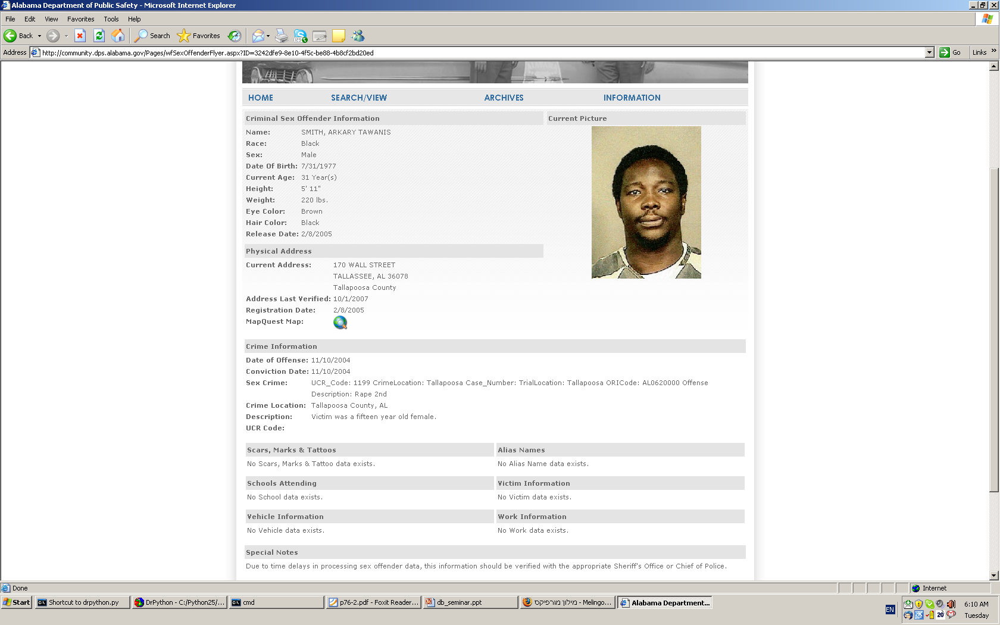 Alabama Department of Public Safety - Microsoft Internet Explorer
File Edit View Favorites Tools Help
Back Search Favorites
Address http://community.dps.alabama.gov/Pages/wfSexOffenderFlyer.aspx?ID=3242dfe9-8e10-4f5c-be88-4b8cf2bd20ed Go Links »
HOME SEARCH/VIEW ARCHIVES INFORMATION
Criminal Sex Offender Information Current Picture
Name: SMITH, ARKARY TAWANIS
Race: Black
Sex: Male
Date Of Birth: 7/31/1977
Current Age: 31 Year(s)
Height: 5' 11"
Weight: 220 lbs.
Eye Color: Brown
Hair Color: Black
Release Date: 2/8/2005
Physical Address
Current Address: 170 WALL STREET
TALLASSEE, AL 36078
Tallapoosa County
Address Last Verified: 10/1/2007
Registration Date: 2/8/2005
MapQuest Map:
Crime Information
Date of Offense: 11/10/2004
Conviction Date: 11/10/2004
Sex Crime: UCR_Code: 1199 CrimeLocation: Tallapoosa Case_Number: TrialLocation: Tallapoosa ORICode: AL0620000 Offense
Description: Rape 2nd
Crime Location: Tallapoosa County, AL
Description: Victim was a fifteen year old female.
UCR Code:
Scars, Marks & Tattoos Alias Names
No Scars, Marks & Tattoo data exists. No Alias Name data exists.
Schools Attending Victim Information
No School data exists. No Victim data exists.
Vehicle Information Work Information
No Vehicle data exists. No Work data exists.
Special Notes
Due to time delays in processing sex offender data, this information should be verified with the appropriate Sheriff's Office or Chief of Police.
Done Internet
Start Shortcut to drpython.py DrPython - C:/Python25/... cmd p76-2.pdf - Foxit Reader... db_seminar.ppt מילון מורפיקס - Melingo... Alabama Department... EN 20 6:10 AM
Tuesday